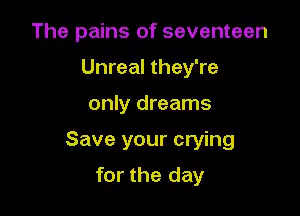 The pains of seventeen
Unreal they're
only dreams
Save your crying
for the day